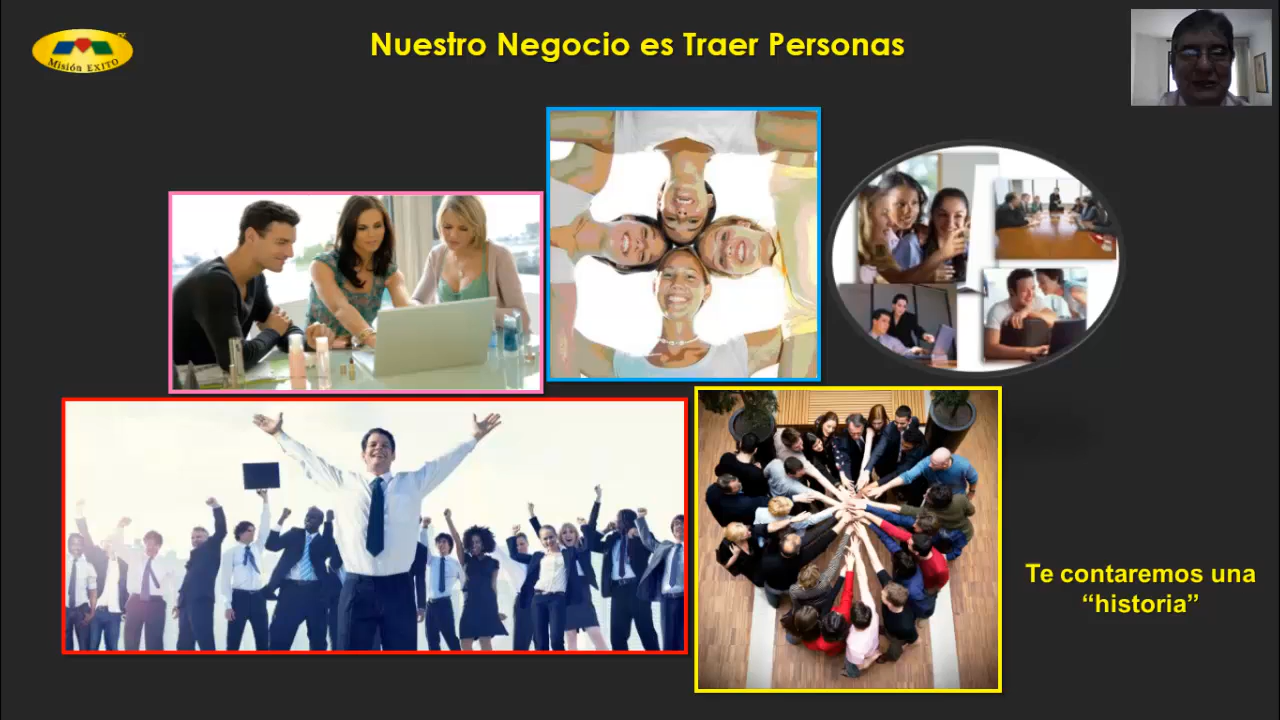 Misión EXITO
Nuestro Negocio es Traer Personas
Te contaremos una
“historia”